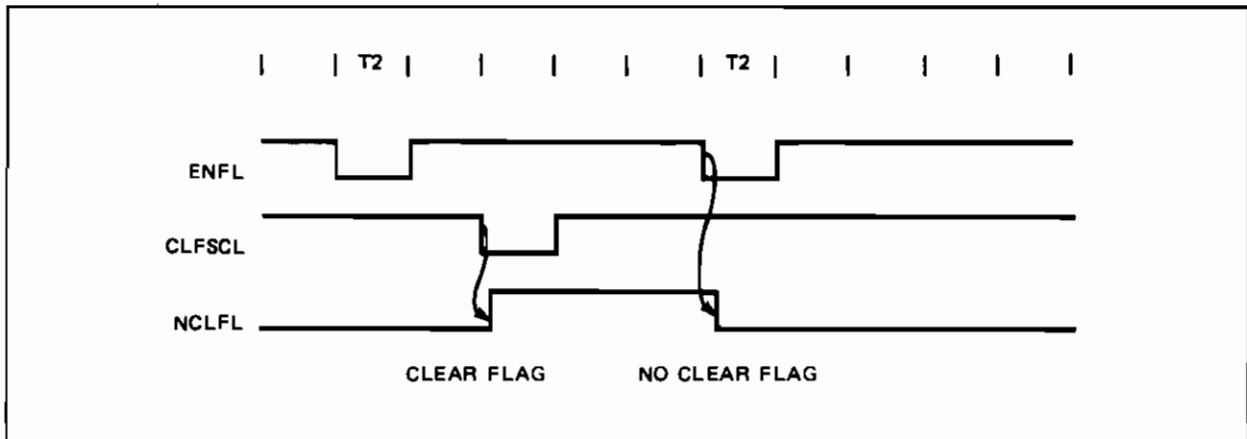 T2 T2
ENFL
CLFSCL
NCLFL
CLEAR FLAG NO CLEAR FLAG